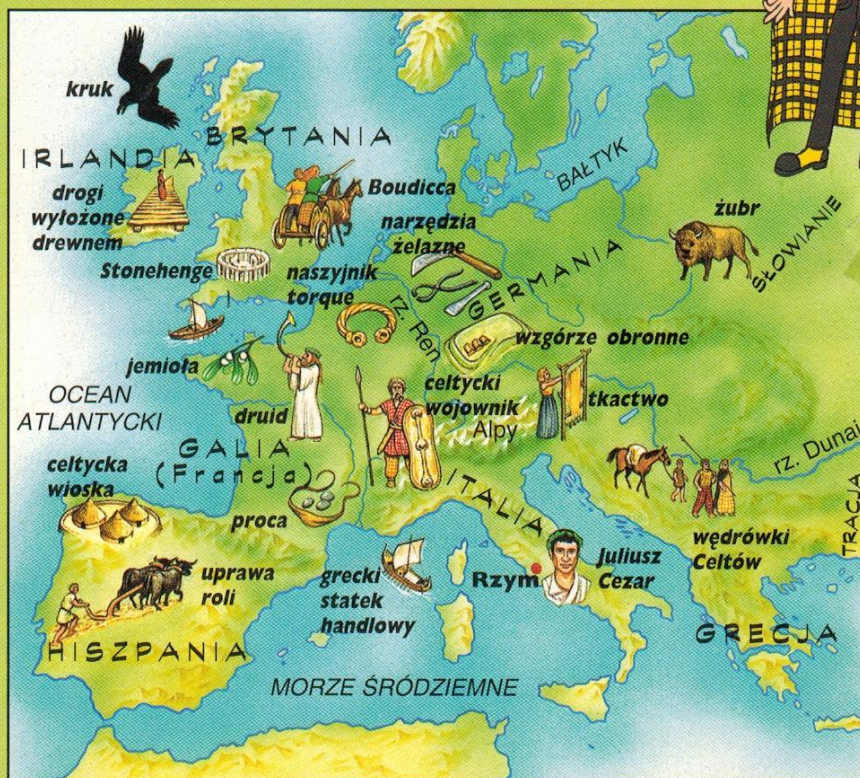 kruk
BRYTANIA
IRLANDIA
drogi
wyłożone
drewnem
Boudicca
BAŁTYK
żubr
SŁOWIANIE
narzędzia
żelazne
Stonehenge
naszyjnik
torque
GERMANIA
rz. Ren
wzgórze obronne
jemioła
OCEAN
ATLANTYCKI
druid
celtycki
wojownik
Alpy
tkactwo
GALIA
(Francja)
rz. Dunaj
celtycka
wioska
proca
ITALIA
TRACJA
wędrówki
Celtów
uprawa
roli
grecki
statek
handlowy
Rzym
Juliusz
Cezar
HISZPANIA
GRECJA
MORZE ŚRÓDZIEMNE